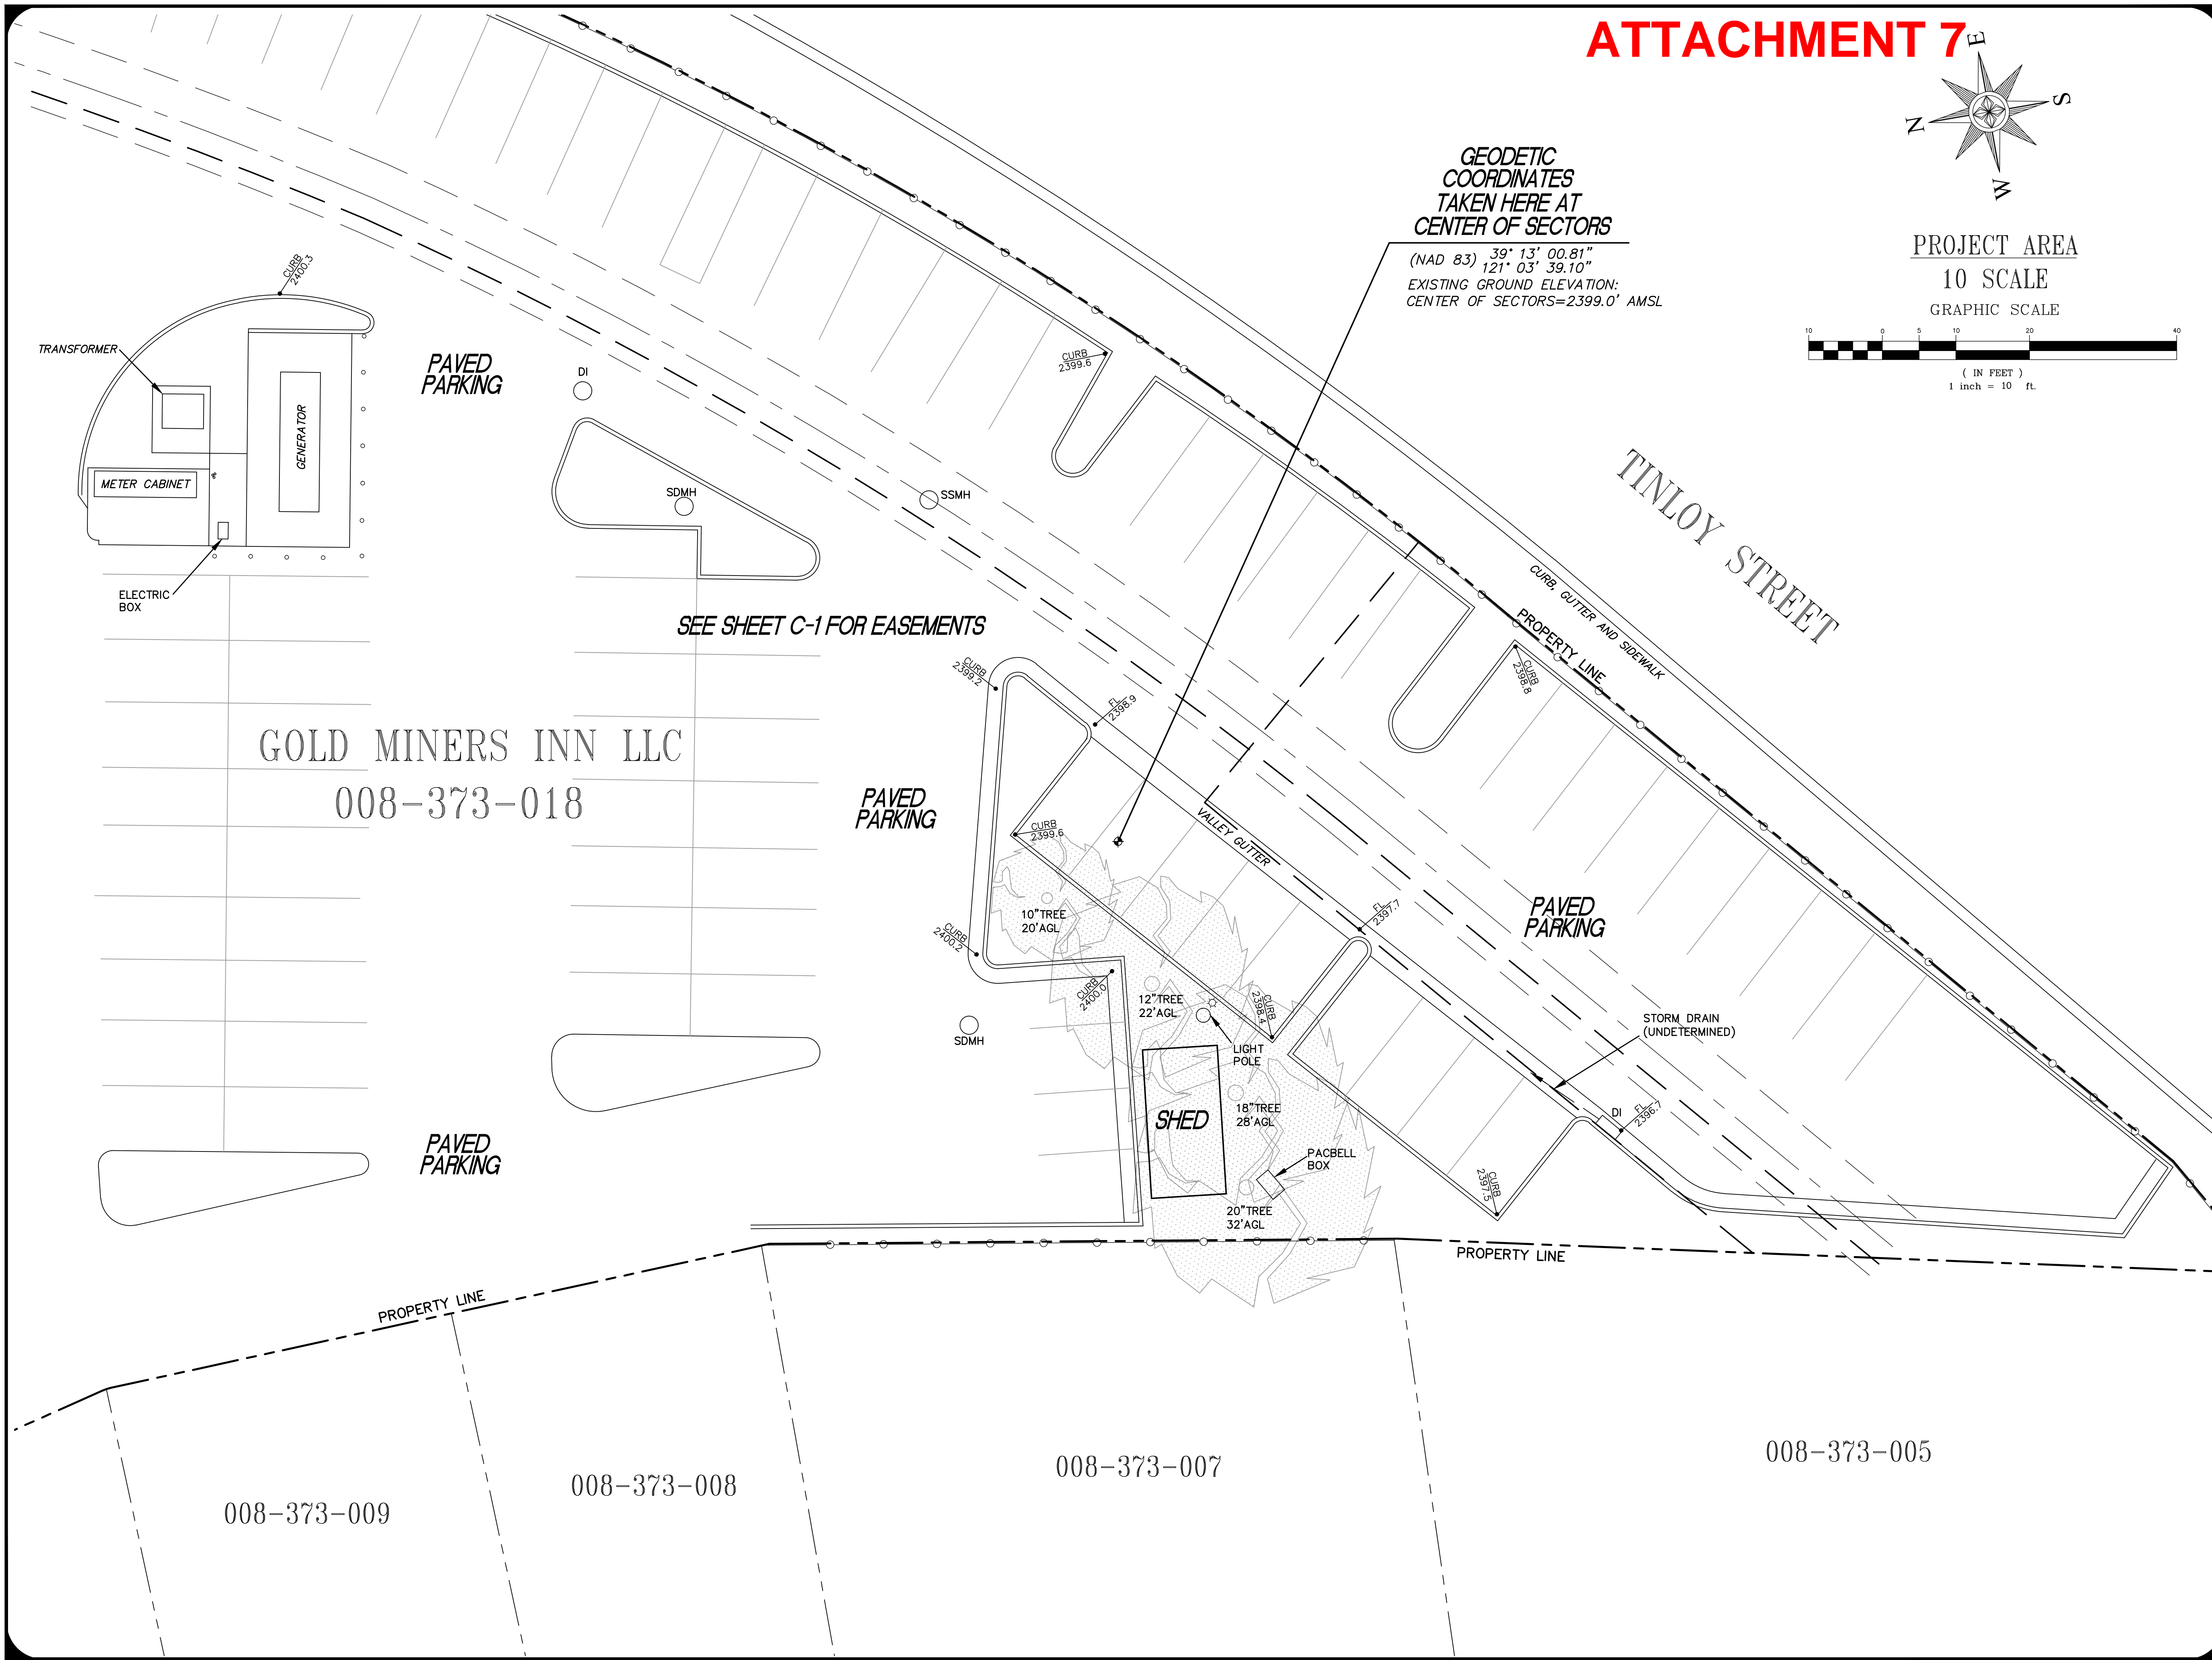 ATTACHMENT 7
E
N
S
W
GEODETIC
COORDINATES
TAKEN HERE AT
CENTER OF SECTORS
(NAD 83) 39° 13' 00.81"
121° 03' 39.10"
EXISTING GROUND ELEVATION:
CENTER OF SECTORS=2399.0' AMSL
PROJECT AREA
10 SCALE
GRAPHIC SCALE
10 0 5 10 20 40
( IN FEET )
1 inch = 10 ft.
CURB
2400.3
TRANSFORMER
PAVED
PARKING
DI
CURB
2399.6
GENERATOR
METER CABINET
SDMH
SSMH
TINLOY STREET
ELECTRIC
BOX
CURB, GUTTER AND SIDEWALK
PROPERTY LINE
SEE SHEET C-1 FOR EASEMENTS
CURB
2399.2
CURB
2398.8
FL
2398.9
GOLD MINERS INN LLC
008-373-018
PAVED
PARKING
VALLEY GUTTER
CURB
2399.6
10"TREE
20'AGL
FL
2397.7
PAVED
PARKING
CURB
2400.2
CURB
2400.0
12"TREE
22'AGL
CURB
2398.4
SDMH
LIGHT
POLE
STORM DRAIN
(UNDETERMINED)
SHED
18"TREE
28'AGL
DI
FL
2396.7
PAVED
PARKING
PACBELL
BOX
CURB
2397.5
20"TREE
32'AGL
PROPERTY LINE
PROPERTY LINE
008-373-009
008-373-008
008-373-007
008-373-005